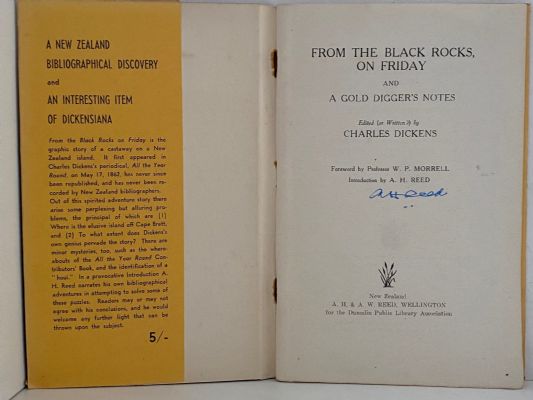 A NEW ZEALAND
BIBLIOGRAPHICAL DISCOVERY
and
AN INTERESTING ITEM
OF DICKENSIANA
From the Black Rocks on Friday is the
graphic story of a castaway on a New
Zealand island. It first appeared in
Charles Dickens's periodical, All the Year
Round, on May 17, 1862, has never since
been republished, and has never been re-
corded by New Zealand bibliographers.
Out of this spirited adventure story there
arise some perplexing but alluring pro-
blems, the principal of which are (1)
Where is the elusive island off Cape Brett,
and (2) To what extent does Dickens's
own genius pervade the story? There are
minor mysteries, too, such as the where-
abouts of the All the Year Round Con-
tributors' Book, and the identification of a
"houi." In a provocative Introduction A.
H. Reed narrates his own bibliographical
adventures in attempting to solve some of
these puzzles. Readers may or may not
agree with his conclusions, and he would
welcome any further light that can be
thrown upon the subject.
5/-
FROM THE BLACK ROCKS,
ON FRIDAY
AND
A GOLD DIGGER'S NOTES
Edited (or Written?) by
CHARLES DICKENS
Foreword by Professor W. P. MORRELL
Introduction by A. H. REED
A H Reed
New Zealand
A. H. & A. W. REED, WELLINGTON
for the Dunedin Public Library Association